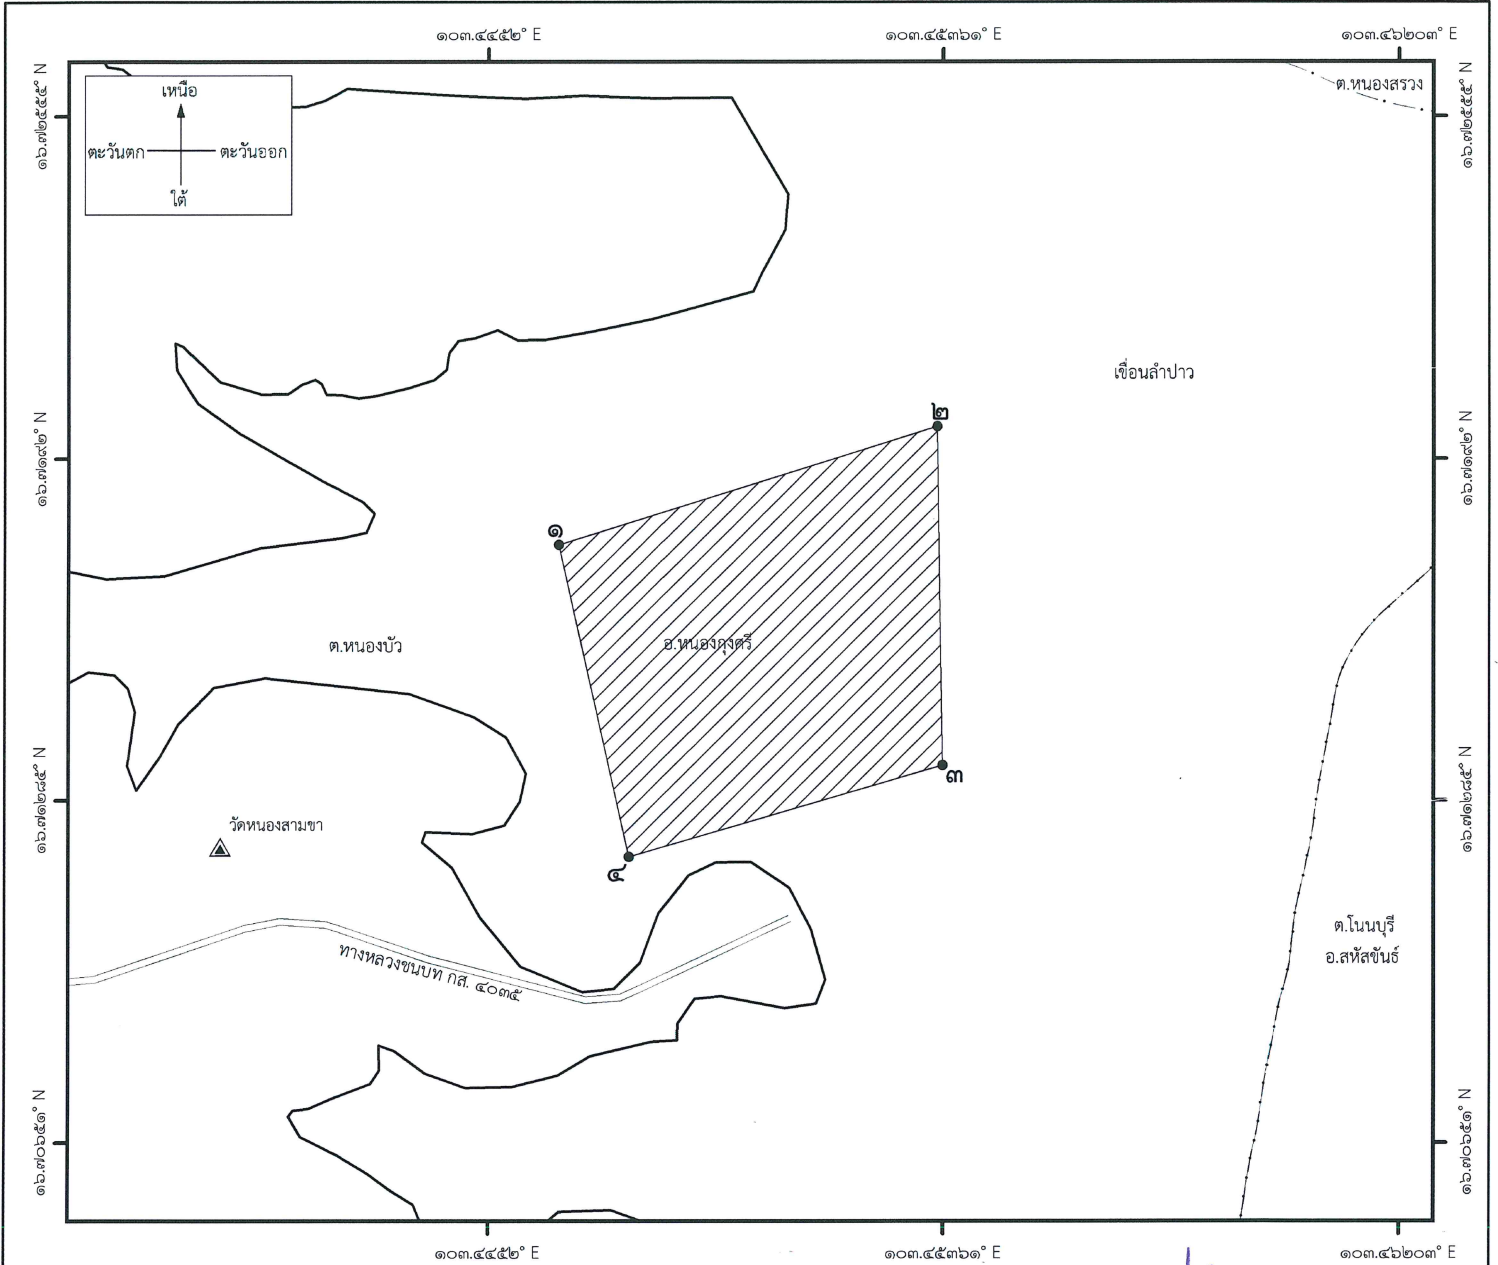 ๑๐๓.๔๔๕๒° E
๑๐๓.๔๕๓๖๑° E
๑๐๓.๔๖๒๐๓° E
๑๖.๗๒๕๕๕° N
๑๖.๗๒๕๕๕° N
ต.หนองสรวง
เหนือ
ตะวันตก
ตะวันออก
ใต้
เขื่อนลำปาว
๒
๑๖.๗๑๙๒° N
๑๖.๗๑๙๒° N
๑
ต.หนองบัว
อ.หนองกุงศรี
๓
๑๖.๗๑๒๘๕° N
๑๖.๗๑๒๘๕° N
วัดหนองสามขา
๔
ต.โนนบุรี
อ.สหัสขันธ์
ทางหลวงชนบท กส. ๔๐๓๕
๑๖.๗๐๖๕๑° N
๑๖.๗๐๖๕๑° N
๑๐๓.๔๔๕๒° E
๑๐๓.๔๕๓๖๑° E
๑๐๓.๔๖๒๐๓° E